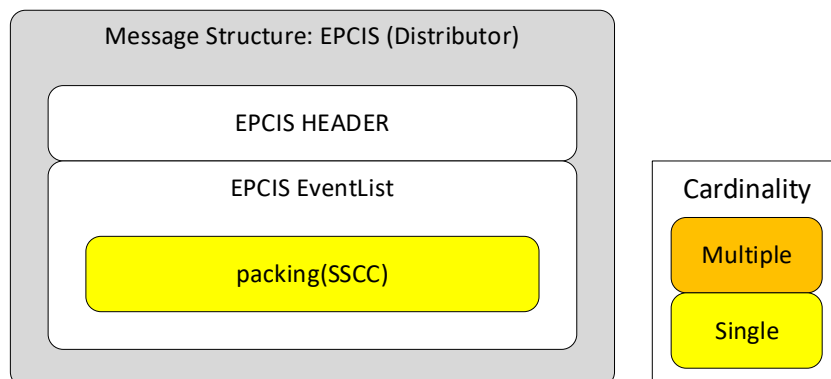 Message Structure: EPCIS (Distributor)
EPCIS HEADER
EPCIS EventList
packing(SSCC)
Cardinality
Multiple
Single